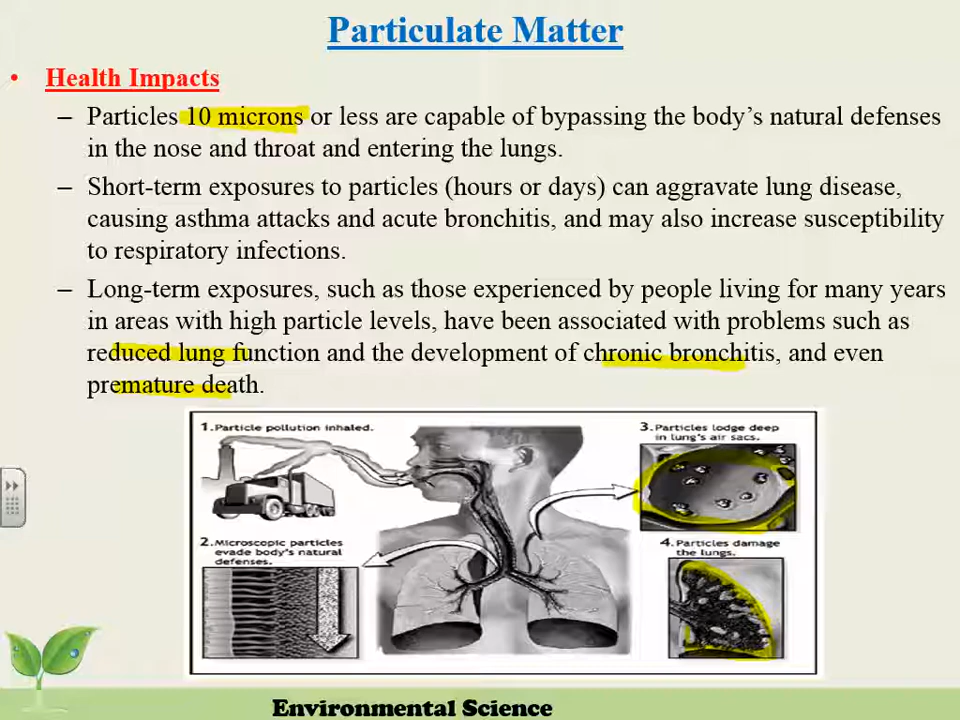 Particulate Matter
• Health Impacts
– Particles 10 microns or less are capable of bypassing the body's natural defenses
in the nose and throat and entering the lungs.
– Short-term exposures to particles (hours or days) can aggravate lung disease,
causing asthma attacks and acute bronchitis, and may also increase susceptibility
to respiratory infections.
– Long-term exposures, such as those experienced by people living for many years
in areas with high particle levels, have been associated with problems such as
reduced lung function and the development of chronic bronchitis, and even
premature death.
1. Particle pollution inhaled.
2. Microscopic particles
evade body's natural
defenses.
3. Particles lodge deep
in lung's air sacs.
4. Particles damage
the lungs.
Environmental Science